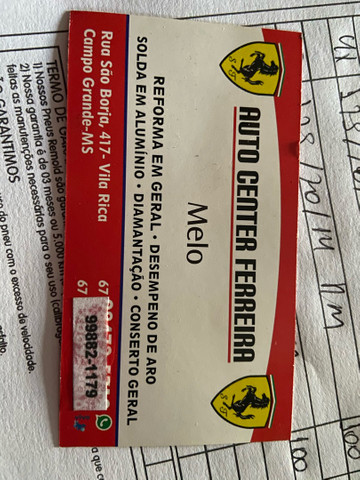 AUTO CENTER FERREIRA
S F
S F
Melo
REFORMA EM GERAL • DESEMPENO DE ARO
SOLDA EM ALUMÍNIO • DIAMANTAÇÃO • CONSERTO GERAL
Rua São Borja, 417- Vila Rica
Campo Grande-MS
67
67 99882-1179
TERMO DE
1) Nossos Pneus Remold são
2) Nossa garantia é de 03 meses ou 5.000
feitas as manutenções necessárias para o seu uso
GARANTIMOS
do pneu com o excesso de velocidade.
asfalto.
a que
100